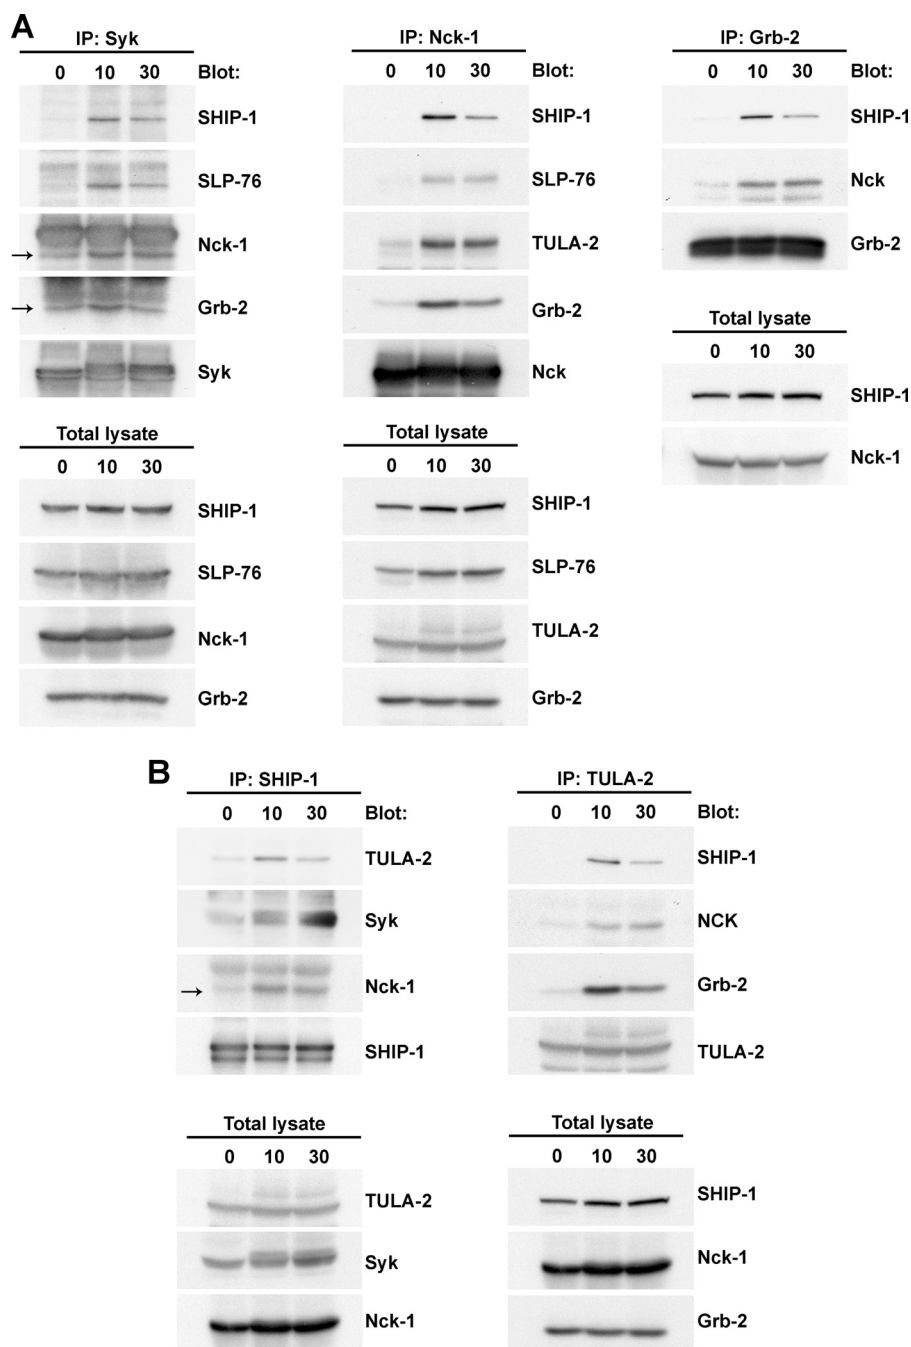 A
IP: Syk
0 10 30 Blot:
SHIP-1
SLP-76
→ Nck-1
→ Grb-2
Syk
Total lysate
0 10 30
SHIP-1
SLP-76
Nck-1
Grb-2
IP: Nck-1
0 10 30 Blot:
SHIP-1
SLP-76
TULA-2
Grb-2
Nck
Total lysate
0 10 30
SHIP-1
SLP-76
TULA-2
Grb-2
IP: Grb-2
0 10 30 Blot:
SHIP-1
Nck
Grb-2
Total lysate
0 10 30
SHIP-1
Nck-1
B
IP: SHIP-1
0 10 30 Blot:
TULA-2
Syk
→ Nck-1
SHIP-1
Total lysate
0 10 30
TULA-2
Syk
Nck-1
IP: TULA-2
0 10 30 Blot:
SHIP-1
NCK
Grb-2
TULA-2
Total lysate
0 10 30
SHIP-1
Nck-1
Grb-2